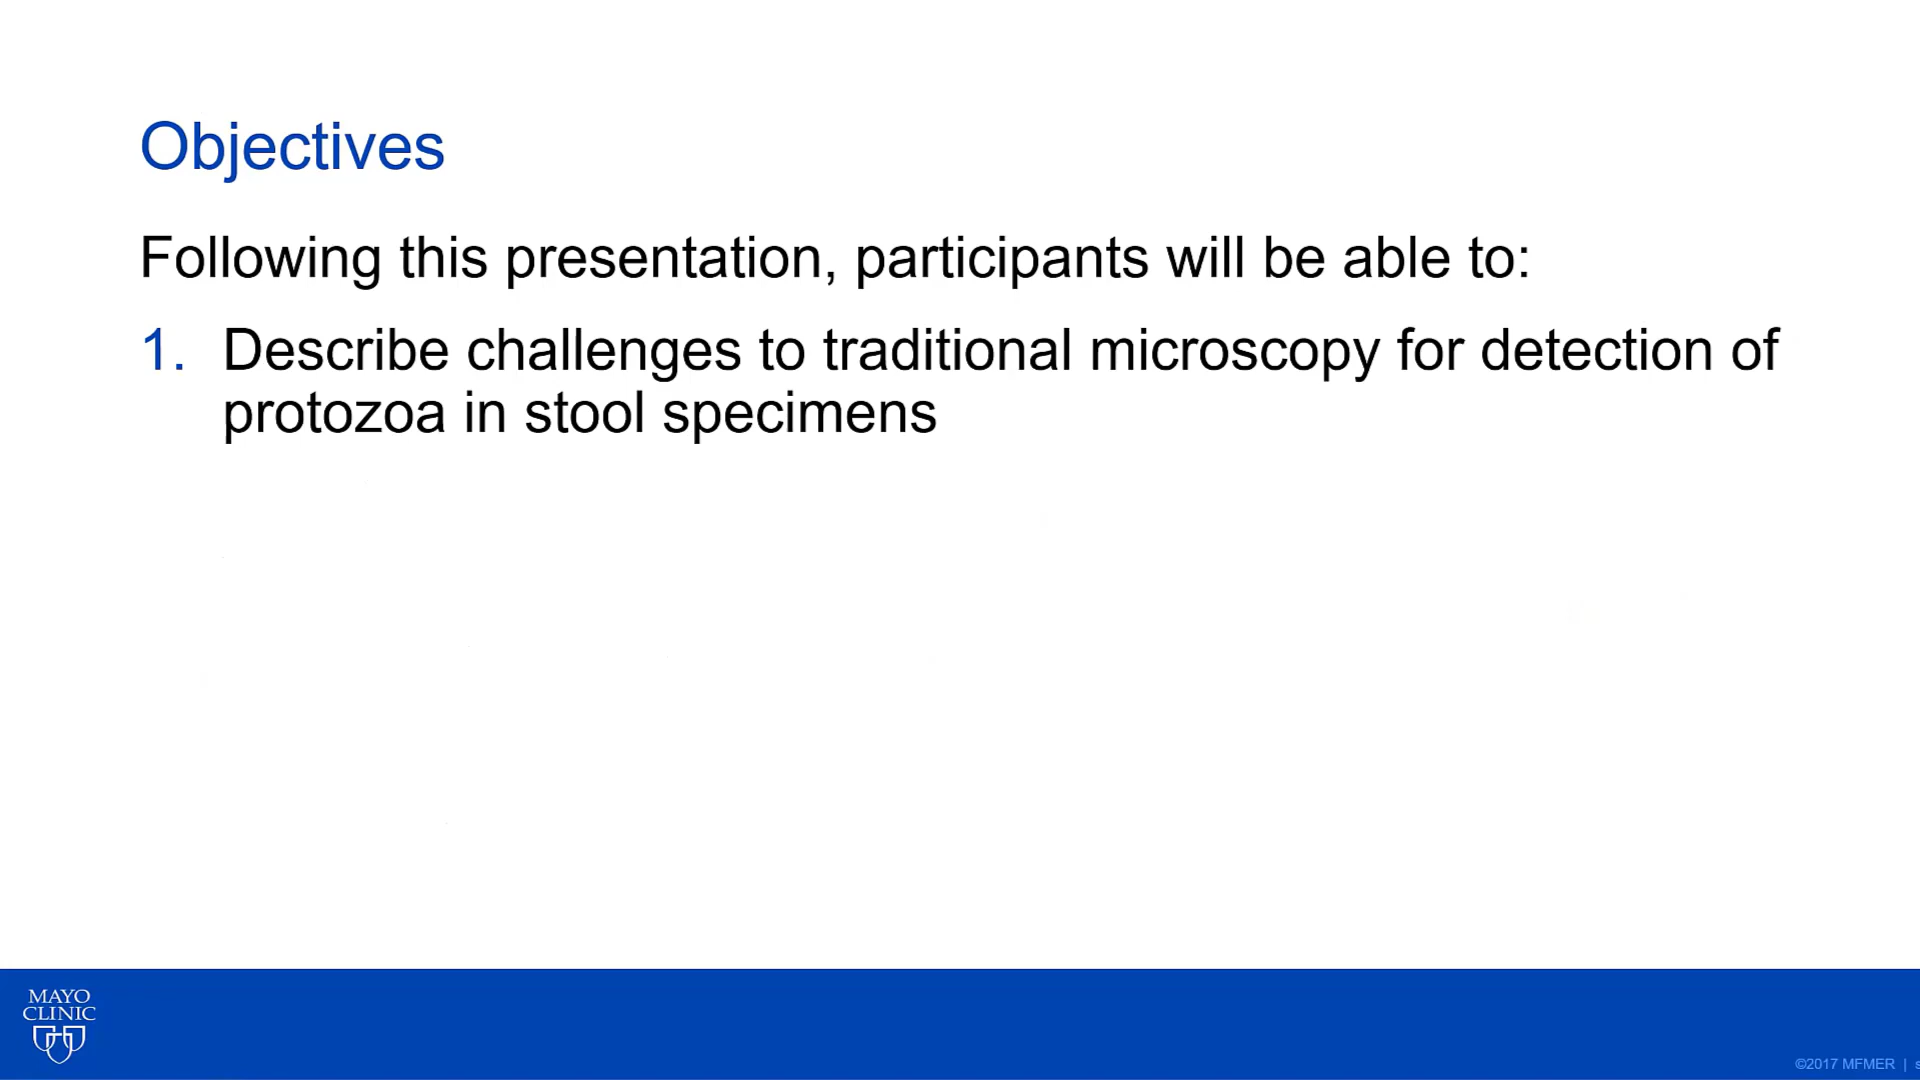 Objectives
Following this presentation, participants will be able to:
1. Describe challenges to traditional microscopy for detection of
protozoa in stool specimens
MAYO
CLINIC
©2017 MFMER |